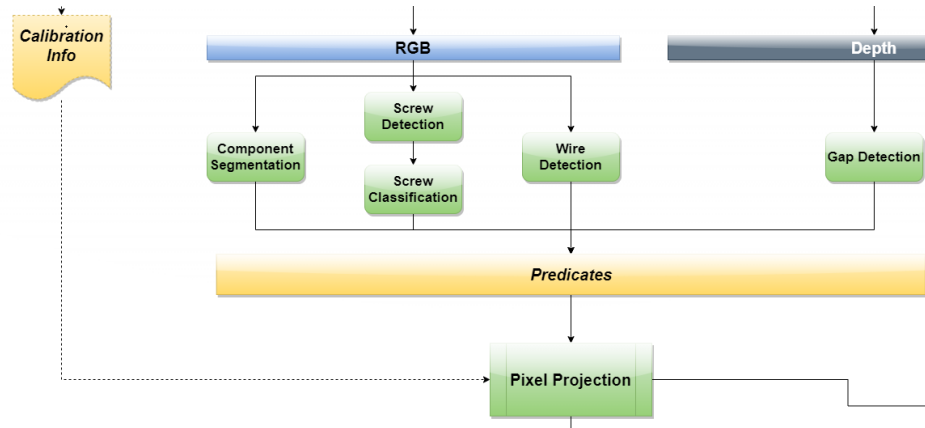 Calibration
Info
RGB
Depth
Screw
Detection
Component
Segmentation
Wire
Detection
Gap Detection
Screw
Classification
Predicates
Pixel Projection